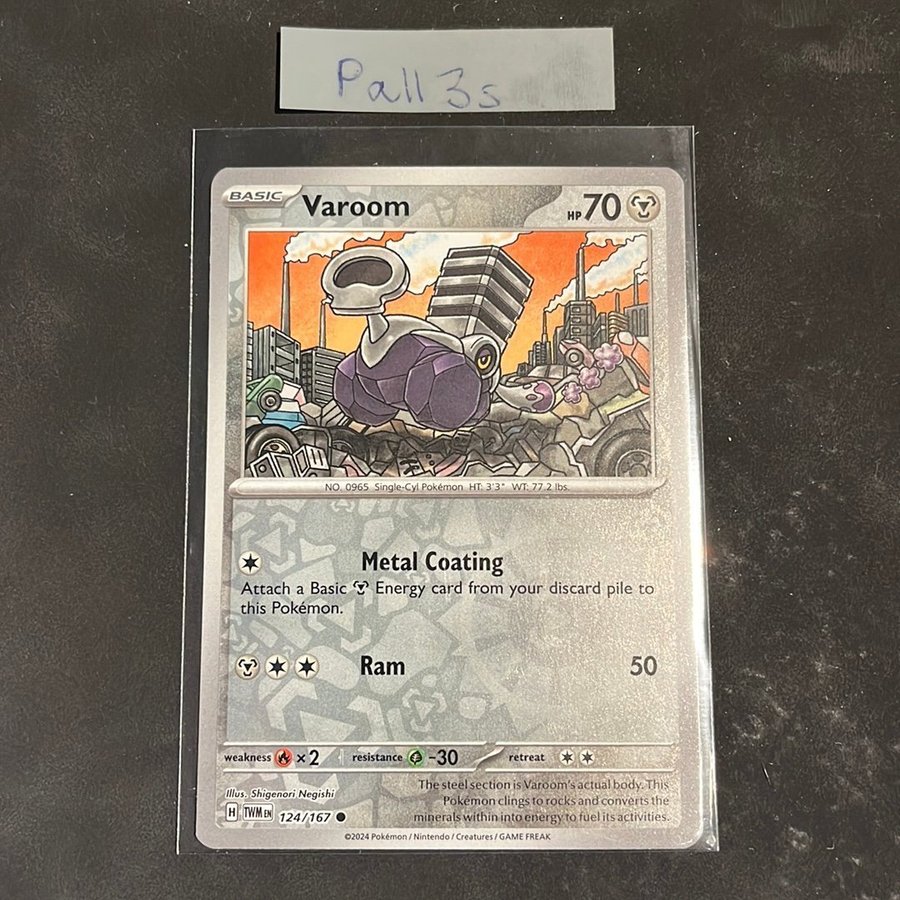 Pall3s
BASIC Varoom HP 70
NO. 0965 Single-Cyl Pokémon HT: 3'3" WT: 77.2 lbs.
Metal Coating
Attach a Basic Energy card from your discard pile to
this Pokémon.
Ram 50
weakness ×2 resistance -30 retreat
Illus. Shigenori Negishi
The steel section is Varoom's actual body. This
Pokémon clings to rocks and converts the
minerals within into energy to fuel its activities.
H TWM EN 124/167
©2024 Pokémon / Nintendo / Creatures / GAME FREAK